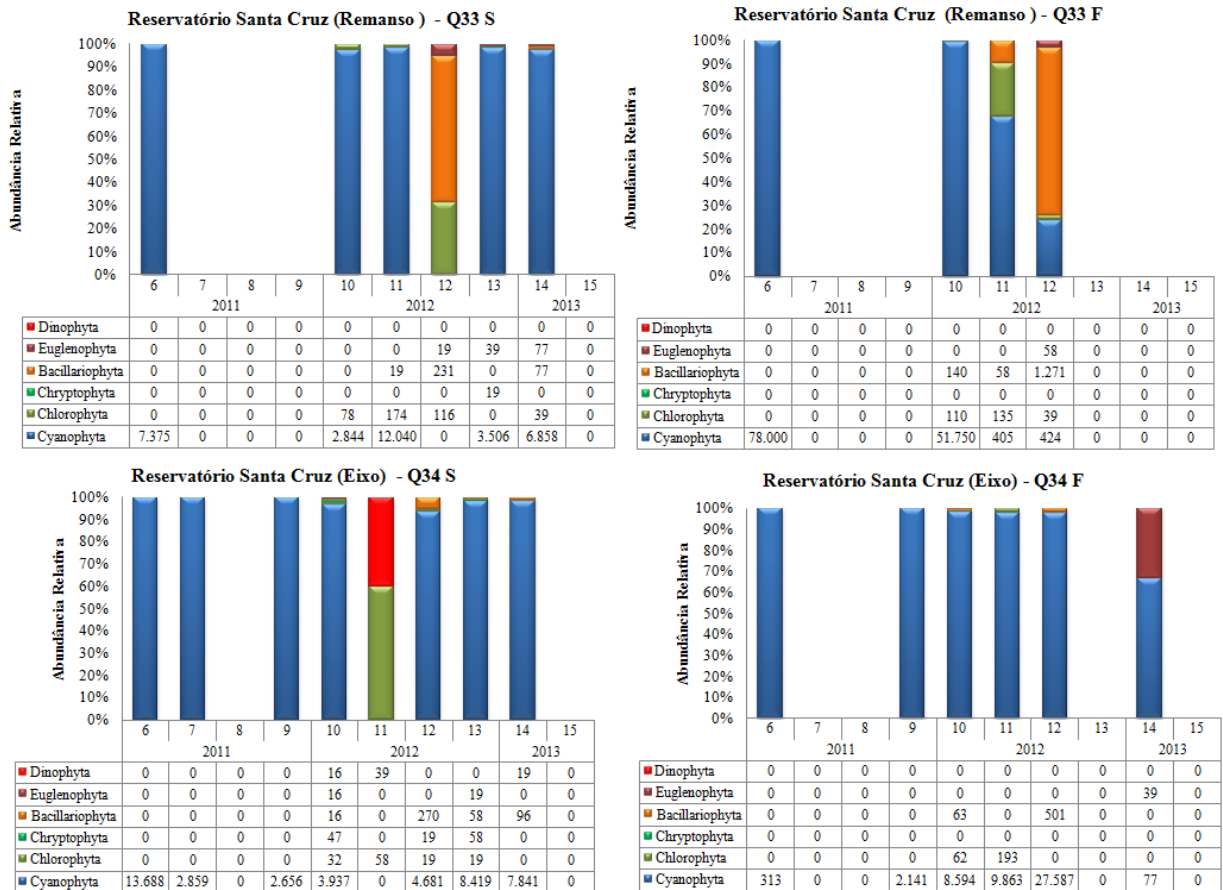 Reservatório Santa Cruz (Remanso ) - Q33 S
Abundância Relativa
100%
90%
80%
70%
60%
50%
40%
30%
20%
10%
0%
6 7 8 9 10 11 12 13 14 15
2011 2012 2013
Dinophyta 0 0 0 0 0 0 0 0 0 0
Euglenophyta 0 0 0 0 0 0 19 39 77 0
Bacillariophyta 0 0 0 0 0 19 231 0 77 0
Chryptophyta 0 0 0 0 0 0 0 19 0 0
Chlorophyta 0 0 0 0 78 174 116 0 39 0
Cyanophyta 7.375 0 0 0 2.844 12.040 0 3.506 6.858 0
Reservatório Santa Cruz (Remanso ) - Q33 F
Abundância Relativa
100%
90%
80%
70%
60%
50%
40%
30%
20%
10%
0%
6 7 8 9 10 11 12 13 14 15
2011 2012 2013
Dinophyta 0 0 0 0 0 0 0 0 0 0
Euglenophyta 0 0 0 0 0 0 58 0 0 0
Bacillariophyta 0 0 0 0 140 58 1.271 0 0 0
Chryptophyta 0 0 0 0 0 0 0 0 0 0
Chlorophyta 0 0 0 0 110 135 39 0 0 0
Cyanophyta 78.000 0 0 0 51.750 405 424 0 0 0
Reservatório Santa Cruz (Eixo) - Q34 S
Abundância Relativa
100%
90%
80%
70%
60%
50%
40%
30%
20%
10%
0%
6 7 8 9 10 11 12 13 14 15
2011 2012 2013
Dinophyta 0 0 0 0 16 39 0 0 19 0
Euglenophyta 0 0 0 0 16 0 0 19 0 0
Bacillariophyta 0 0 0 0 16 0 270 58 96 0
Chryptophyta 0 0 0 0 47 0 19 58 0 0
Chlorophyta 0 0 0 0 32 58 19 19 0 0
Cyanophyta 13.688 2.859 0 2.656 3.937 0 4.681 8.419 7.841 0
Reservatório Santa Cruz (Eixo) - Q34 F
Abundância Relativa
100%
90%
80%
70%
60%
50%
40%
30%
20%
10%
0%
6 7 8 9 10 11 12 13 14 15
2011 2012 2013
Dinophyta 0 0 0 0 0 0 0 0 0 0
Euglenophyta 0 0 0 0 0 0 0 0 39 0
Bacillariophyta 0 0 0 0 63 0 501 0 0 0
Chryptophyta 0 0 0 0 0 0 0 0 0 0
Chlorophyta 0 0 0 0 62 193 0 0 0 0
Cyanophyta 313 0 0 2.141 8.594 9.863 27.587 0 77 0